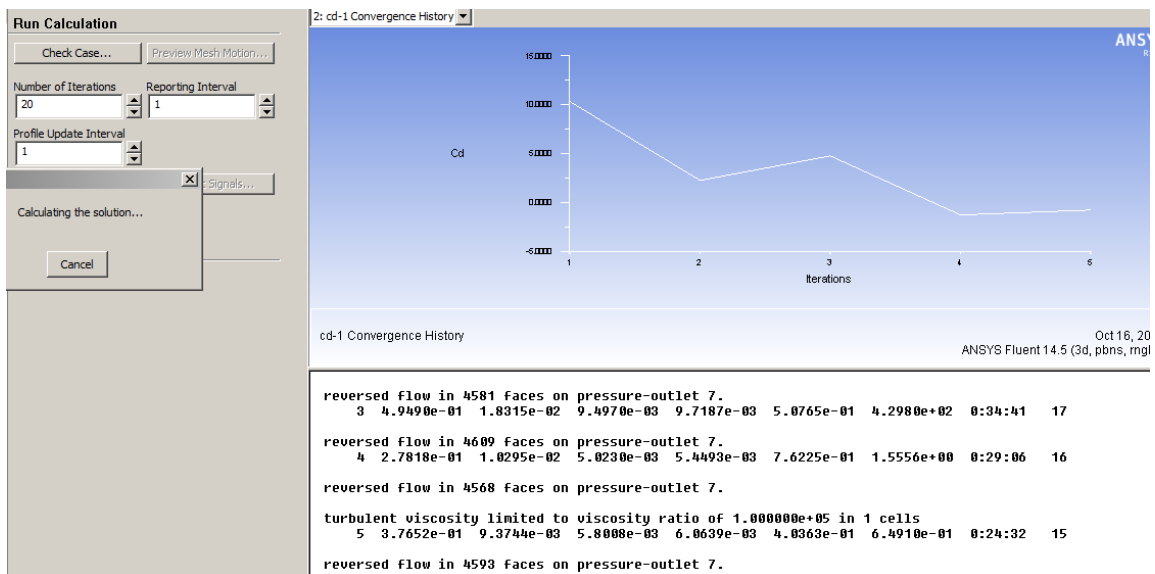 Run Calculation
Check Case...
Preview Mesh Motion...
Number of Iterations
Reporting Interval
20
1
Profile Update Interval
1
Signals...
Calculating the solution...
Cancel
2: cd-1 Convergence History
ANSY
15.0000
10.0000
Cd
5.0000
0.0000
-5.0000
1 2 3 4 5
Iterations
cd-1 Convergence History
Oct 16, 20
ANSYS Fluent 14.5 (3d, pbns, rngl
reversed flow in 4581 faces on pressure-outlet 7.
3 4.9490e-01 1.8315e-02 9.4970e-03 9.7187e-03 5.0765e-01 4.2980e+02 0:34:41 17
reversed flow in 4609 faces on pressure-outlet 7.
4 2.7818e-01 1.0295e-02 5.0230e-03 5.4493e-03 7.6225e-01 1.5556e+00 0:29:06 16
reversed flow in 4568 faces on pressure-outlet 7.
turbulent viscosity limited to viscosity ratio of 1.000000e+05 in 1 cells
5 3.7652e-01 9.3744e-03 5.8008e-03 6.0639e-03 4.0363e-01 6.4910e-01 0:24:32 15
reversed flow in 4593 faces on pressure-outlet 7.